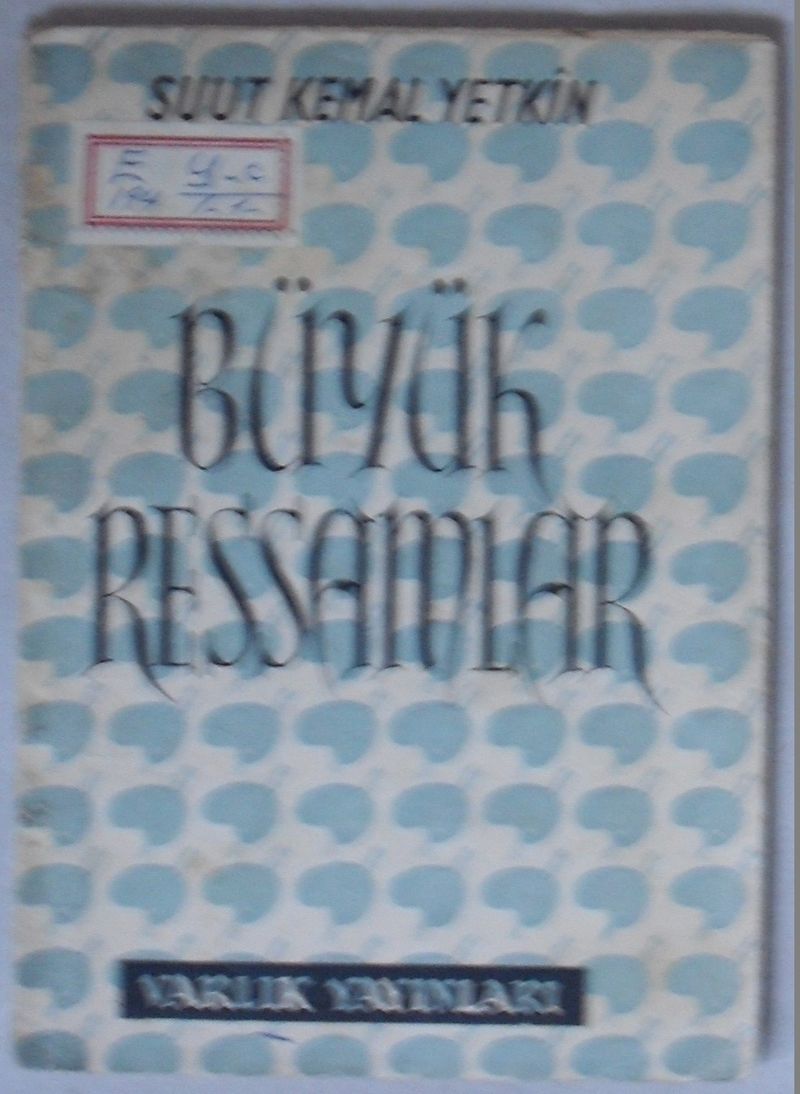 SUUT KEMAL YETKİN
BÜYÜK
RESSAMLAR
VARLIK YAYINLARI